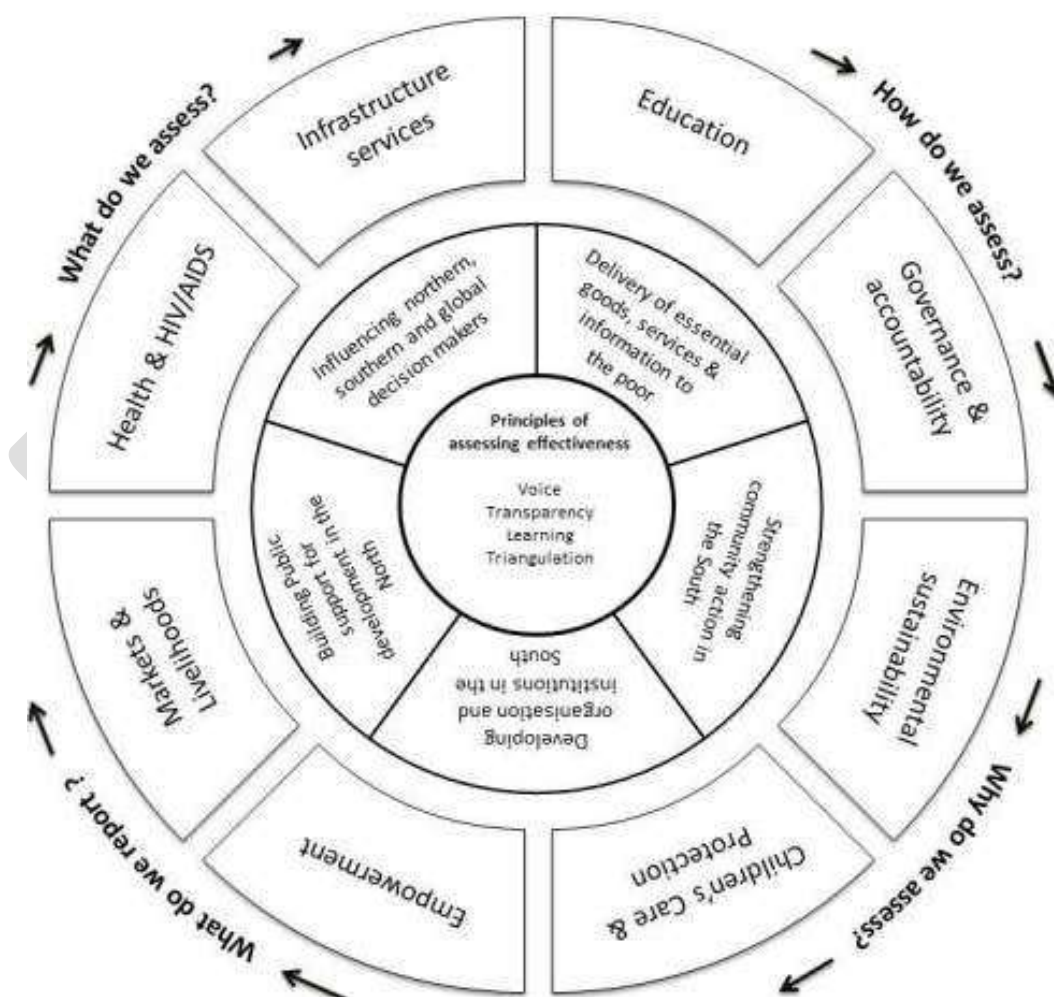 What do we assess?
How do we assess?
Why do we assess?
What do we report ?
Infrastructure
services
Education
Governance &
accountability
Environmental
sustainability
Children's Care &
Protection
Empowerment
Markets &
Livelihoods
Health & HIV/AIDS
Influencing northern,
southern and global
decision makers
Delivery of essential
goods, services &
information to
the poor
Strengthening
community action in
the South
Developing
organisation and
institutions in the
South
Building Public
support for
development in the
North
Principles of
assessing effectiveness
Voice
Transparency
Learning
Triangulation